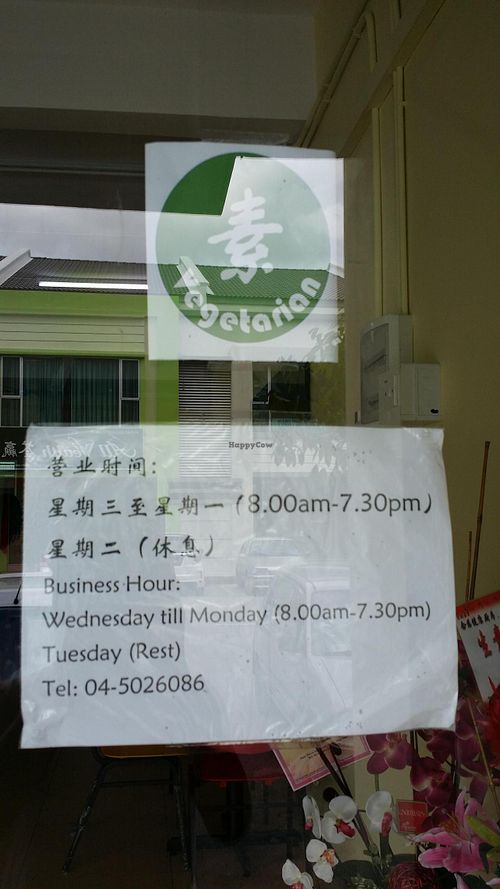 素
Vegetarian
HappyCow
营业时间:
星期三至星期一 (8.00am-7.30pm)
星期二 (休息)
Business Hour:
Wednesday till Monday (8.00am-7.30pm)
Tuesday (Rest)
Tel: 04-5026086